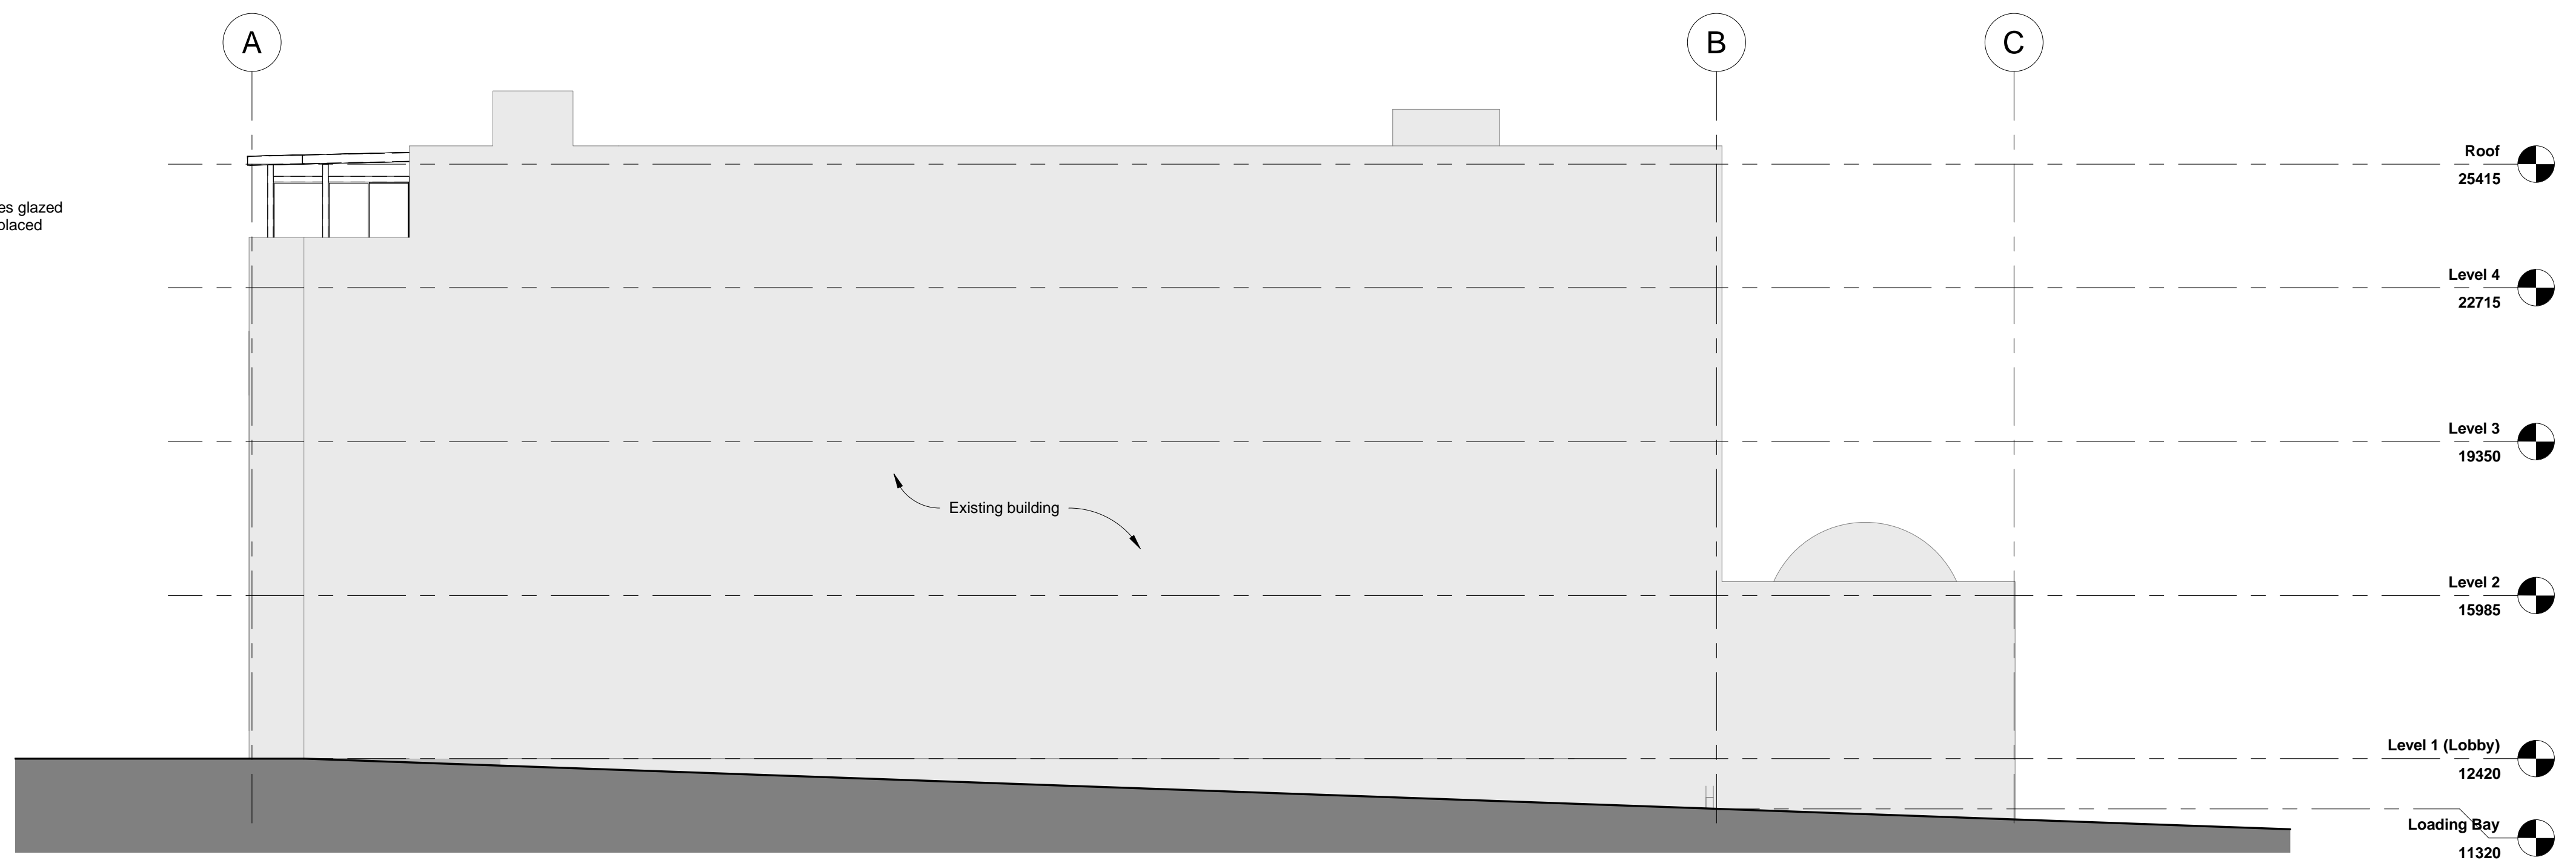 A
B
C
es glazed
placed
Roof
25415
Level 4
22715
Level 3
19350
Existing building
Level 2
15985
Level 1 (Lobby)
12420
Loading Bay
11320